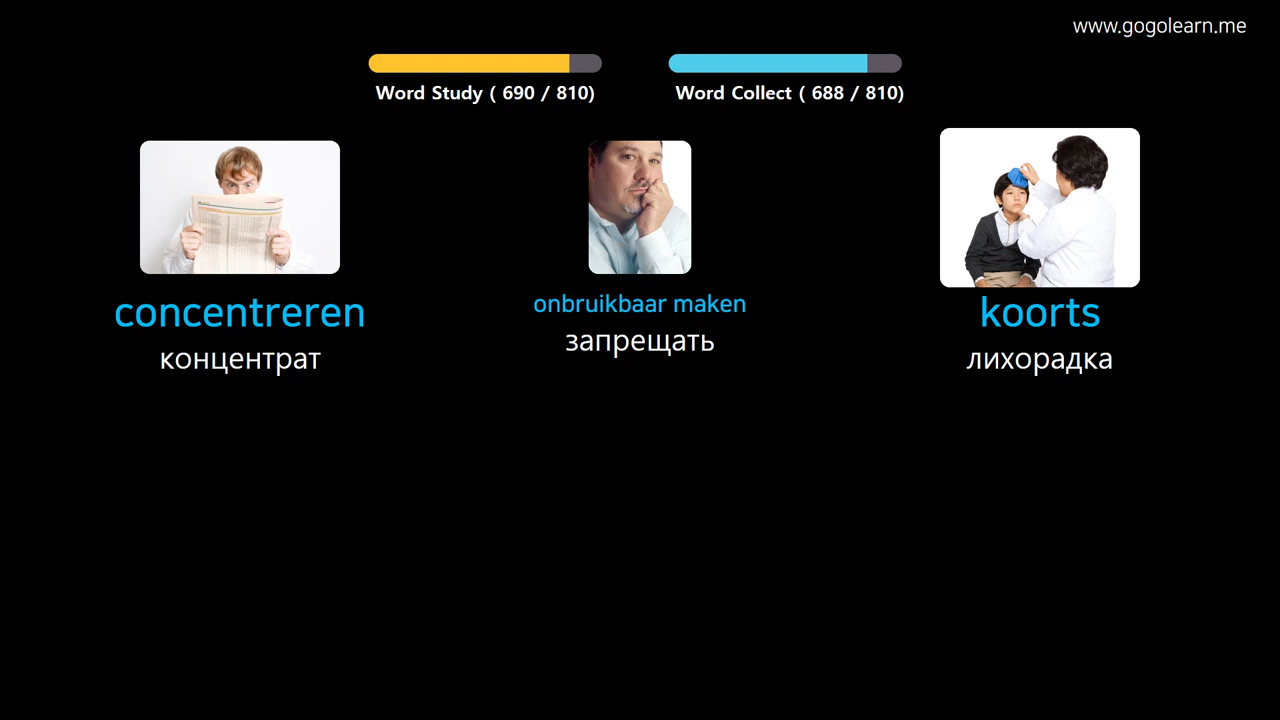 www.gogolearn.me
Word Study ( 690 / 810)
Word Collect ( 688 / 810)
concentreren
концентрат
onbruikbaar maken
запрещать
koorts
лихорадка